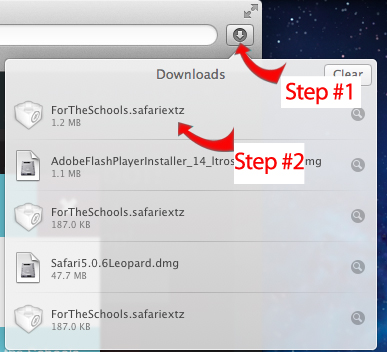 Downloads
Clear
Step #1
ForTheSchools.safariextz
1.2 MB
Step #2
AdobeFlashPlayerInstaller_14_ltros mg
1.1 MB
ForTheSchools.safariextz
187.0 KB
Safari5.0.6Leopard.dmg
47.7 MB
ForTheSchools.safariextz
187.0 KB